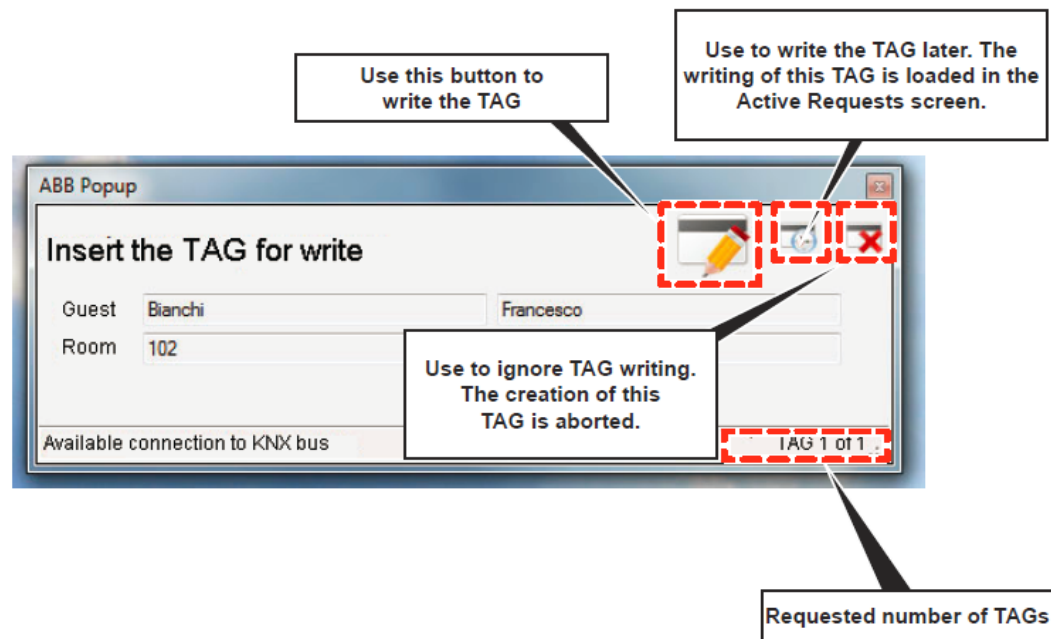 Use to write the TAG later. The
writing of this TAG is loaded in the
Active Requests screen.
Use this button to
write the TAG
ABB Popup
Insert the TAG for write
Guest Bianchi Francesco
Room 102
Use to ignore TAG writing.
The creation of this
TAG is aborted.
Available connection to KNX bus TAG 1 of 1
Requested number of TAGs